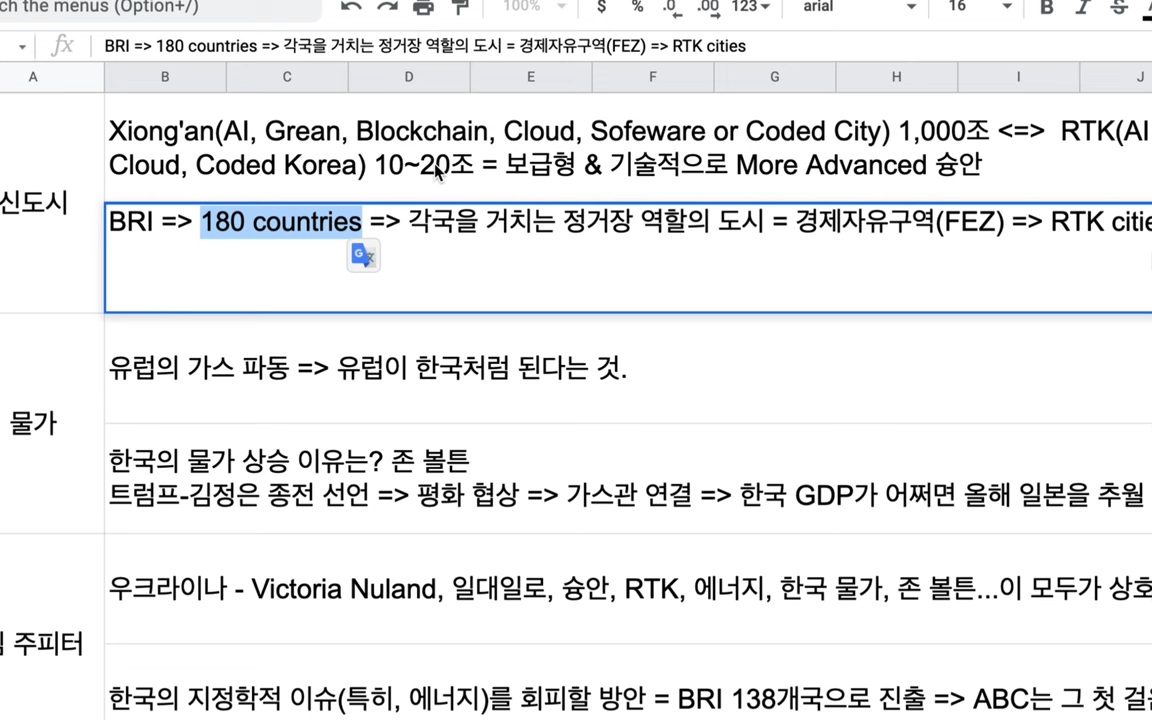 ch the menus (Option+/)
100%
$ % .0 .00 123
arial
16
B I S A
fx
BRI => 180 countries => 각국을 거치는 정거장 역할의 도시 = 경제자유구역(FEZ) => RTK cities
A B C D E F G H I J
Xiong'an(AI, Grean, Blockchain, Cloud, Sofeware or Coded City) 1,000조 <=> RTK(AI
Cloud, Coded Korea) 10~20조 = 보급형 & 기술적으로 More Advanced 슝안
신도시
BRI => 180 countries => 각국을 거치는 정거장 역할의 도시 = 경제자유구역(FEZ) => RTK citie
유럽의 가스 파동 => 유럽이 한국처럼 된다는 것.
물가
한국의 물가 상승 이유는? 존 볼튼
트럼프-김정은 종전 선언 => 평화 협상 => 가스관 연결 => 한국 GDP가 어쩌면 올해 일본을 추월
우크라이나 - Victoria Nuland, 일대일로, 슝안, RTK, 에너지, 한국 물가, 존 볼튼...이 모두가 상호
주피터
한국의 지정학적 이슈(특히, 에너지)를 회피할 방안 = BRI 138개국으로 진출 => ABC는 그 첫